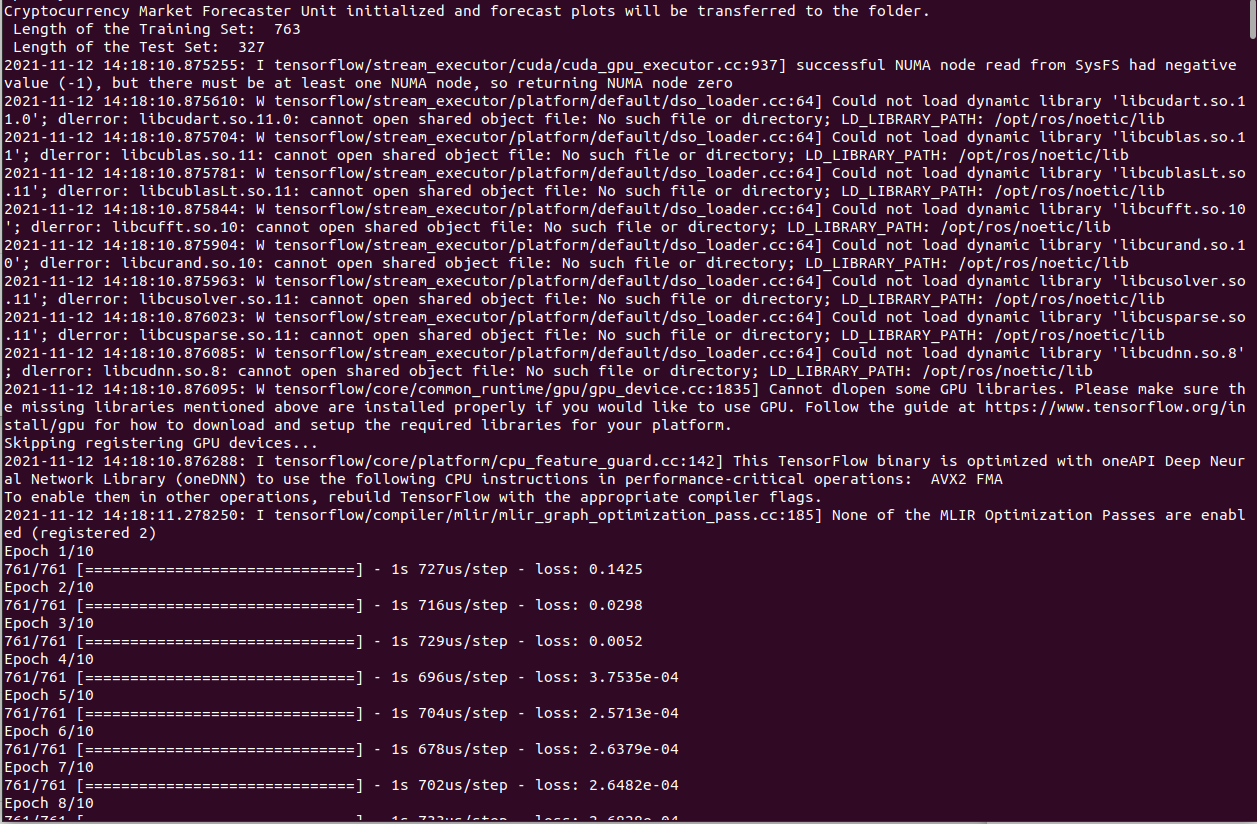 Cryptocurrency Market Forecaster Unit initialized and forecast plots will be transferred to the folder.
 Length of the Training Set:  763
 Length of the Test Set:  327
2021-11-12 14:18:10.875255: I tensorflow/stream_executor/cuda/cuda_gpu_executor.cc:937] successful NUMA node read from SysFS had negative
value (-1), but there must be at least one NUMA node, so returning NUMA node zero
2021-11-12 14:18:10.875610: W tensorflow/stream_executor/platform/default/dso_loader.cc:64] Could not load dynamic library 'libcudart.so.1
1.0'; dlerror: libcudart.so.11.0: cannot open shared object file: No such file or directory; LD_LIBRARY_PATH: /opt/ros/noetic/lib
2021-11-12 14:18:10.875704: W tensorflow/stream_executor/platform/default/dso_loader.cc:64] Could not load dynamic library 'libcublas.so.1
1'; dlerror: libcublas.so.11: cannot open shared object file: No such file or directory; LD_LIBRARY_PATH: /opt/ros/noetic/lib
2021-11-12 14:18:10.875781: W tensorflow/stream_executor/platform/default/dso_loader.cc:64] Could not load dynamic library 'libcublasLt.so
.11'; dlerror: libcublasLt.so.11: cannot open shared object file: No such file or directory; LD_LIBRARY_PATH: /opt/ros/noetic/lib
2021-11-12 14:18:10.875844: W tensorflow/stream_executor/platform/default/dso_loader.cc:64] Could not load dynamic library 'libcufft.so.10
'; dlerror: libcufft.so.10: cannot open shared object file: No such file or directory; LD_LIBRARY_PATH: /opt/ros/noetic/lib
2021-11-12 14:18:10.875904: W tensorflow/stream_executor/platform/default/dso_loader.cc:64] Could not load dynamic library 'libcurand.so.1
0'; dlerror: libcurand.so.10: cannot open shared object file: No such file or directory; LD_LIBRARY_PATH: /opt/ros/noetic/lib
2021-11-12 14:18:10.875963: W tensorflow/stream_executor/platform/default/dso_loader.cc:64] Could not load dynamic library 'libcusolver.so
.11'; dlerror: libcusolver.so.11: cannot open shared object file: No such file or directory; LD_LIBRARY_PATH: /opt/ros/noetic/lib
2021-11-12 14:18:10.876023: W tensorflow/stream_executor/platform/default/dso_loader.cc:64] Could not load dynamic library 'libcusparse.so
.11'; dlerror: libcusparse.so.11: cannot open shared object file: No such file or directory; LD_LIBRARY_PATH: /opt/ros/noetic/lib
2021-11-12 14:18:10.876085: W tensorflow/stream_executor/platform/default/dso_loader.cc:64] Could not load dynamic library 'libcudnn.so.8'
; dlerror: libcudnn.so.8: cannot open shared object file: No such file or directory; LD_LIBRARY_PATH: /opt/ros/noetic/lib
2021-11-12 14:18:10.876095: W tensorflow/core/common_runtime/gpu/gpu_device.cc:1835] Cannot dlopen some GPU libraries. Please make sure th
e missing libraries mentioned above are installed properly if you would like to use GPU. Follow the guide at https://www.tensorflow.org/in
stall/gpu for how to download and setup the required libraries for your platform.
Skipping registering GPU devices...
2021-11-12 14:18:10.876288: I tensorflow/core/platform/cpu_feature_guard.cc:142] This TensorFlow binary is optimized with oneAPI Deep Neur
al Network Library (oneDNN) to use the following CPU instructions in performance-critical operations:  AVX2 FMA
To enable them in other operations, rebuild TensorFlow with the appropriate compiler flags.
2021-11-12 14:18:11.278250: I tensorflow/compiler/mlir/mlir_graph_optimization_pass.cc:185] None of the MLIR Optimization Passes are enabl
ed (registered 2)
Epoch 1/10
761/761 [==============================] - 1s 727us/step - loss: 0.1425
Epoch 2/10
761/761 [==============================] - 1s 716us/step - loss: 0.0298
Epoch 3/10
761/761 [==============================] - 1s 729us/step - loss: 0.0052
Epoch 4/10
761/761 [==============================] - 1s 696us/step - loss: 3.7535e-04
Epoch 5/10
761/761 [==============================] - 1s 704us/step - loss: 2.5713e-04
Epoch 6/10
761/761 [==============================] - 1s 678us/step - loss: 2.6379e-04
Epoch 7/10
761/761 [==============================] - 1s 702us/step - loss: 2.6482e-04
Epoch 8/10